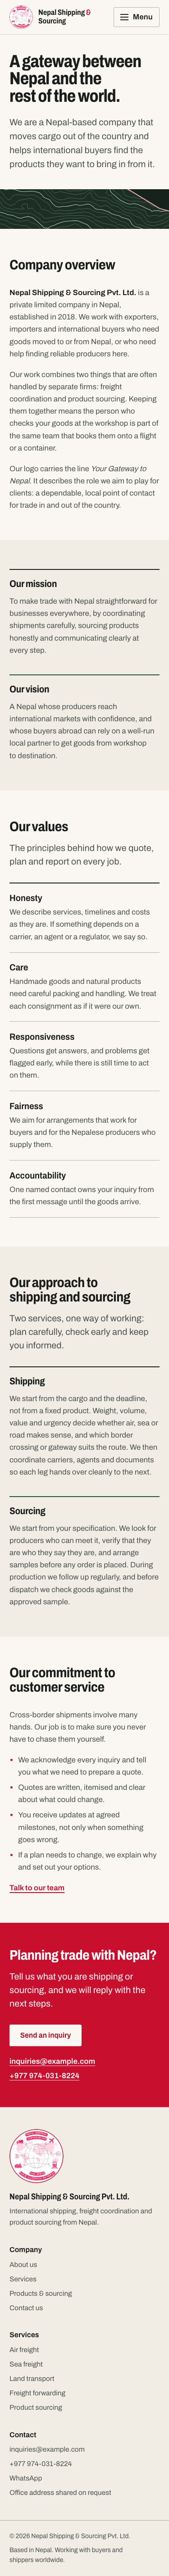 Nepal Shipping &
Sourcing
Menu
A gateway between
Nepal and the
rest of the world.
We are a Nepal-based company that
moves cargo out of the country and
helps international buyers find the
products they want to bring in from it.
Company overview
Nepal Shipping & Sourcing Pvt. Ltd. is a
private limited company in Nepal,
established in 2018. We work with exporters,
importers and international buyers who need
goods moved to or from Nepal, or who need
help finding reliable producers here.
Our work combines two things that are often
handled by separate firms: freight
coordination and product sourcing. Keeping
them together means the person who
checks your goods at the workshop is part of
the same team that books them onto a flight
or a container.
Our logo carries the line Your Gateway to
Nepal. It describes the role we aim to play for
clients: a dependable, local point of contact
for trade in and out of the country.
Our mission
To make trade with Nepal straightforward for
businesses everywhere, by coordinating
shipments carefully, sourcing products
honestly and communicating clearly at
every step.
Our vision
A Nepal whose producers reach
international markets with confidence, and
whose buyers abroad can rely on a well-run
local partner to get goods from workshop
to destination.
Our values
The principles behind how we quote,
plan and report on every job.
Honesty
We describe services, timelines and costs
as they are. If something depends on a
carrier, an agent or a regulator, we say so.
Care
Handmade goods and natural products
need careful packing and handling. We treat
each consignment as if it were our own.
Responsiveness
Questions get answers, and problems get
flagged early, while there is still time to act
on them.
Fairness
We aim for arrangements that work for
buyers and for the Nepalese producers who
supply them.
Accountability
One named contact owns your inquiry from
the first message until the goods arrive.
Our approach to
shipping and sourcing
Two services, one way of working:
plan carefully, check early and keep
you informed.
Shipping
We start from the cargo and the deadline,
not from a fixed product. Weight, volume,
value and urgency decide whether air, sea or
road makes sense, and which border
crossing or gateway suits the route. We then
coordinate carriers, agents and documents
so each leg hands over cleanly to the next.
Sourcing
We start from your specification. We look for
producers who can meet it, verify that they
are who they say they are, and arrange
samples before any order is placed. During
production we follow up regularly, and before
dispatch we check goods against the
approved sample.
Our commitment to
customer service
Cross-border shipments involve many
hands. Our job is to make sure you never
have to chase them yourself.
• We acknowledge every inquiry and tell
you what we need to prepare a quote.
• Quotes are written, itemised and clear
about what could change.
• You receive updates at agreed
milestones, not only when something
goes wrong.
• If a plan needs to change, we explain why
and set out your options.
Talk to our team
Planning trade with Nepal?
Tell us what you are shipping or
sourcing, and we will reply with the
next steps.
Send an inquiry
inquiries@example.com
+977 974-031-8224
Nepal Shipping & Sourcing Pvt. Ltd.
International shipping, freight coordination and
product sourcing from Nepal.
Company
About us
Services
Products & sourcing
Contact us
Services
Air freight
Sea freight
Land transport
Freight forwarding
Product sourcing
Contact
inquiries@example.com
+977 974-031-8224
WhatsApp
Office address shared on request
© 2026 Nepal Shipping & Sourcing Pvt. Ltd.
Based in Nepal. Working with buyers and
shippers worldwide.